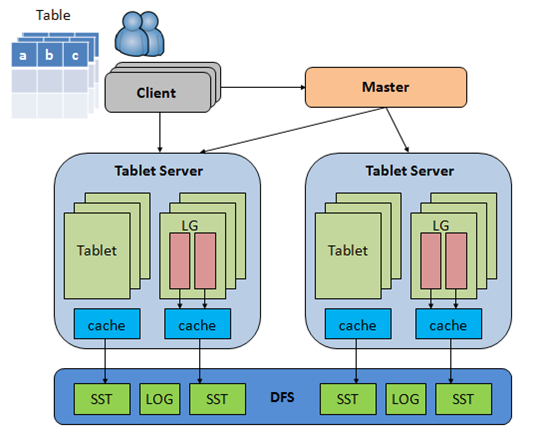 Table
a b c
Client
Master
Tablet Server
Tablet Server
LG
LG
Tablet
Tablet
cache
cache
cache
cache
SST
LOG
SST
DFS
SST
LOG
SST